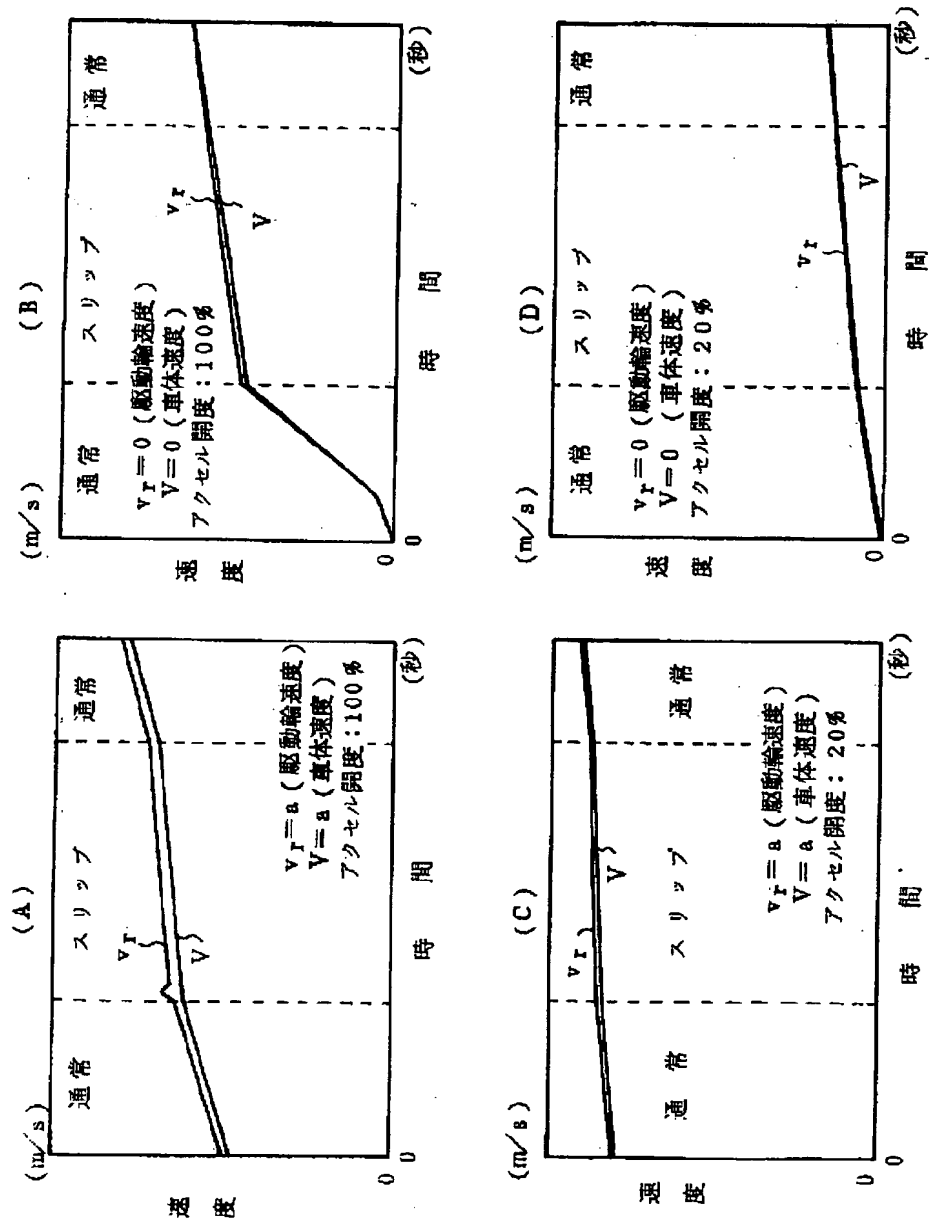 (A)
(m/s)
速度
通常
スリップ
通常
vr
V
vr=a(駆動輪速度)
V=a(車体速度)
アクセル開度:100%
0
0
時間
(秒)
(B)
(m/s)
速度
通常
スリップ
通常
vr=0(駆動輪速度)
V=0(車体速度)
アクセル開度:100%
vr
V
0
0
時間
(秒)
(C)
(m/s)
速度
vr
V
通常
スリップ
通常
vr=a(駆動輪速度)
V=a(車体速度)
アクセル開度:20%
0
0
時間
(秒)
(D)
(m/s)
速度
通常
スリップ
通常
vr=0(駆動輪速度)
V=0(車体速度)
アクセル開度:20%
vr
V
0
0
時間
(秒)